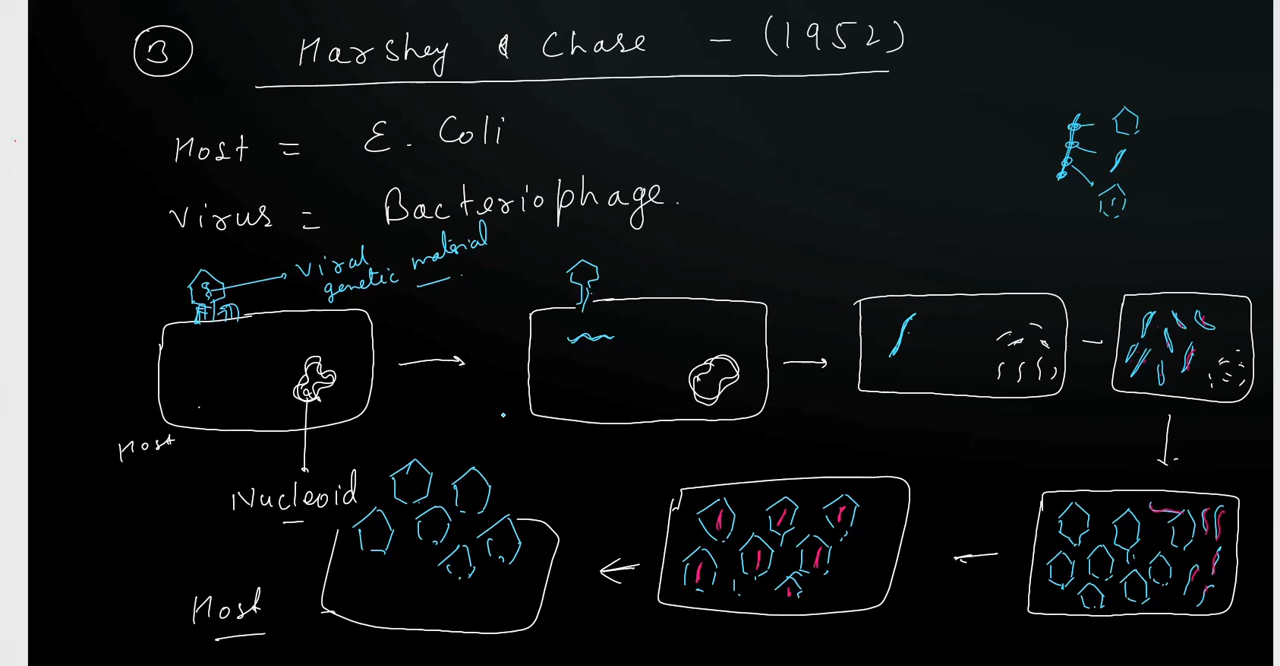 3 Harshey & Chase - (1952)
Host = E. Coli
Virus = Bacteriophage.
Viral
genetic material
Host
Nucleoid
Host